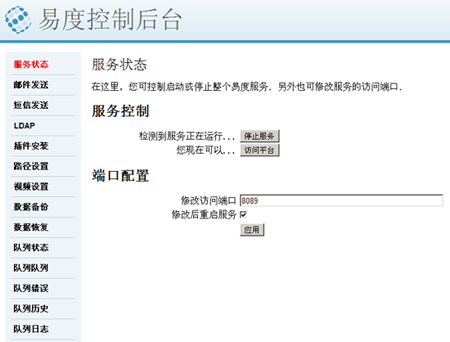 易度控制后台
服务状态
邮件发送
短信发送
LDAP
插件安装
路径设置
视频设置
数据备份
数据恢复
队列状态
队列队列
队列错误
队列历史
队列日志
服务状态
在这里，您可控制启动或停止整个易度服务．另外也可修改服务的访问端口．
服务控制
检测到服务正在运行... 停止服务
您现在可以... 访问平台
端口配置
修改访问端口 8089
修改后重启服务
应用